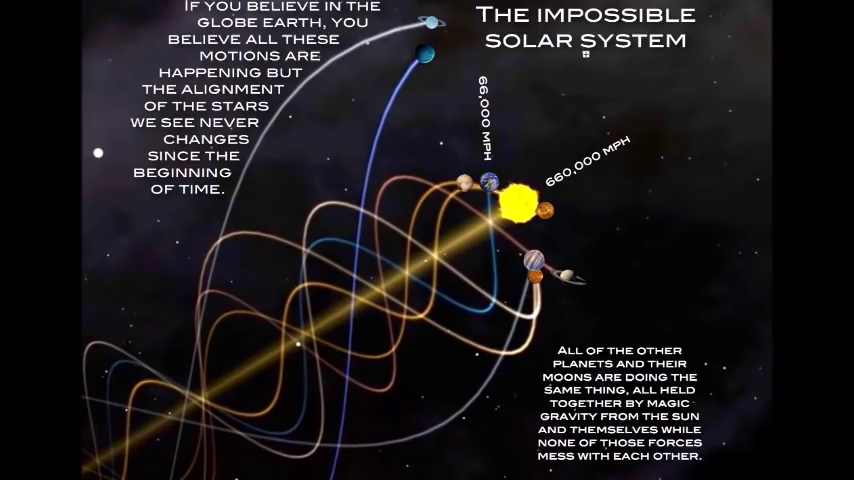 If you believe in the
globe Earth, you
believe all these
motions are
happening but
the alignment
of the stars
we see never
changes
since the
beginning
of time.
The impossible
solar system
66,000 mph
660,000 mph
All of the other
planets and their
moons are doing the
same thing, all held
together by magic
gravity from the sun
and themselves while
none of those forces
mess with each other.